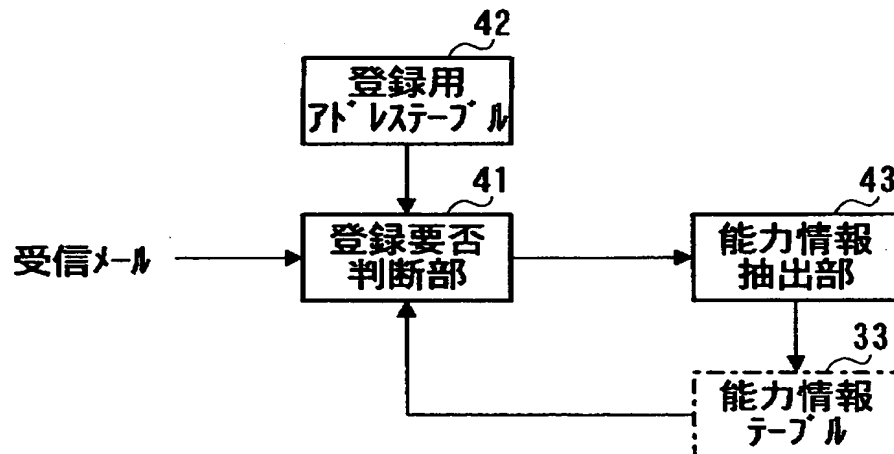 42
登録用
アドレステーブル
41
43
受信メール
登録要否
判断部
能力情報
抽出部
33
能力情報
テーブル